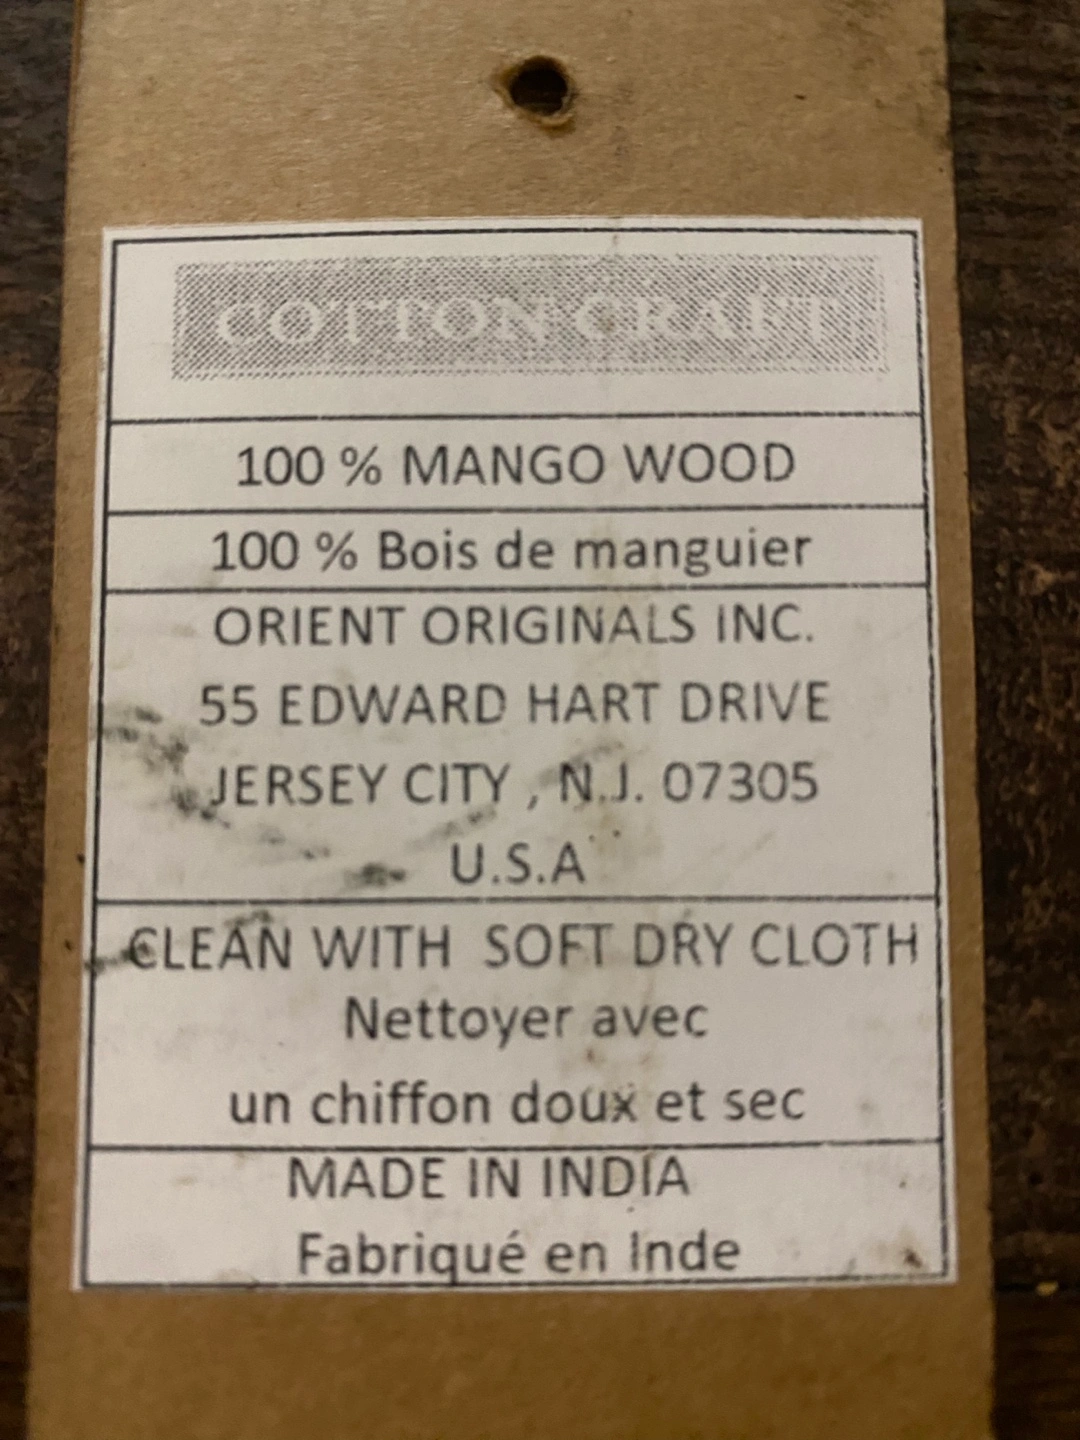 COTTON CRAFT
100 % MANGO WOOD
100 % Bois de manguier
ORIENT ORIGINALS INC.
55 EDWARD HART DRIVE
JERSEY CITY , N.J. 07305
U.S.A
CLEAN WITH SOFT DRY CLOTH
Nettoyer avec
un chiffon doux et sec
MADE IN INDIA
Fabriqué en Inde